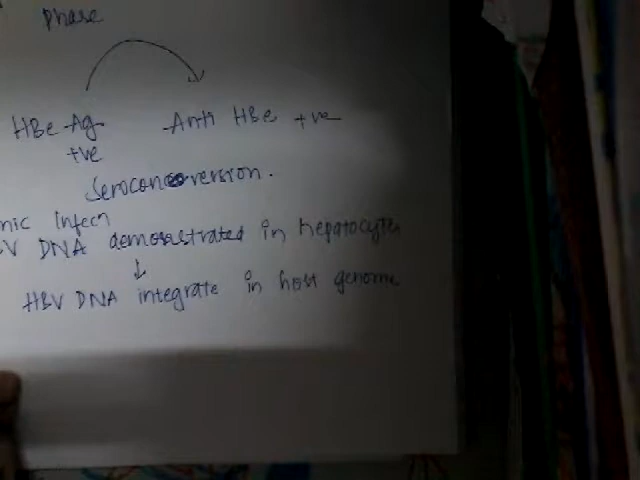 Phase
HBe Ag Anti HBe +ve
+ve
Seroconversion.
nic Infecn
V DNA demonstrated in hepatocytes
↓
HBV DNA integrate in host genome